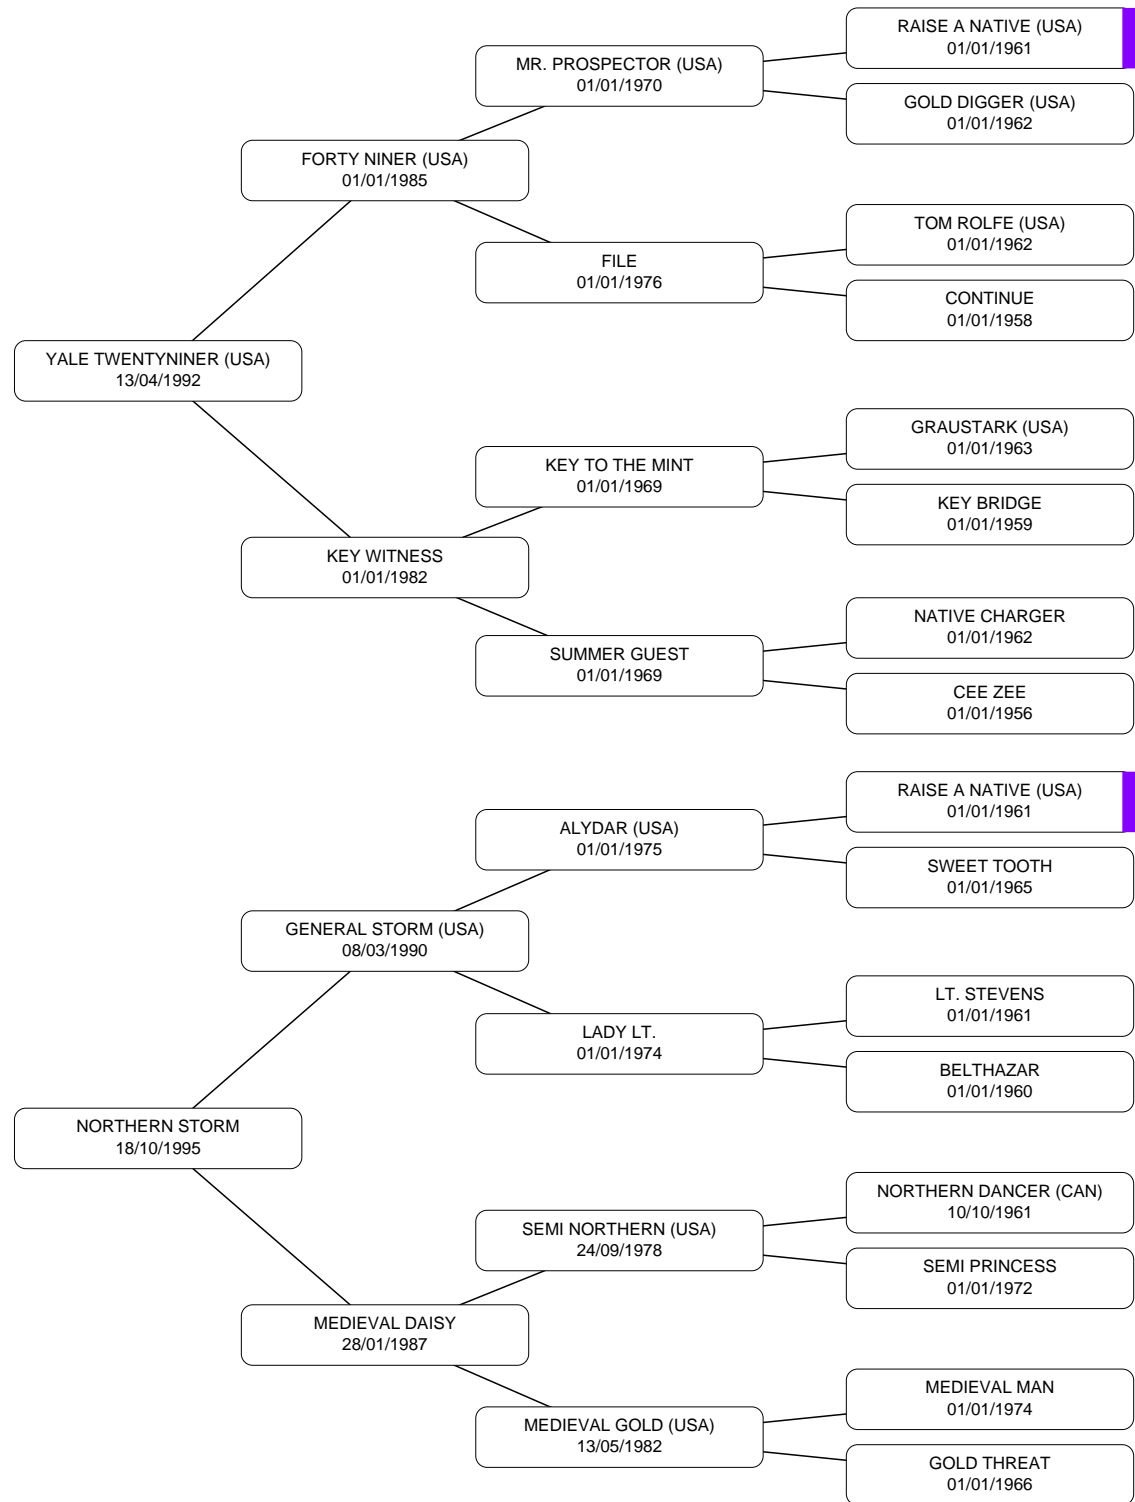 RAISE A NATIVE (USA)
01/01/1961
MR. PROSPECTOR (USA)
01/01/1970
GOLD DIGGER (USA)
01/01/1962
FORTY NINER (USA)
01/01/1985
TOM ROLFE (USA)
01/01/1962
FILE
01/01/1976
CONTINUE
01/01/1958
YALE TWENTYNINER (USA)
13/04/1992
GRAUSTARK (USA)
01/01/1963
KEY TO THE MINT
01/01/1969
KEY BRIDGE
01/01/1959
KEY WITNESS
01/01/1982
NATIVE CHARGER
01/01/1962
SUMMER GUEST
01/01/1969
CEE ZEE
01/01/1956
RAISE A NATIVE (USA)
01/01/1961
ALYDAR (USA)
01/01/1975
SWEET TOOTH
01/01/1965
GENERAL STORM (USA)
08/03/1990
LT. STEVENS
01/01/1961
LADY LT.
01/01/1974
BELTHAZAR
01/01/1960
NORTHERN STORM
18/10/1995
NORTHERN DANCER (CAN)
10/10/1961
SEMI NORTHERN (USA)
24/09/1978
SEMI PRINCESS
01/01/1972
MEDIEVAL DAISY
28/01/1987
MEDIEVAL MAN
01/01/1974
MEDIEVAL GOLD (USA)
13/05/1982
GOLD THREAT
01/01/1966